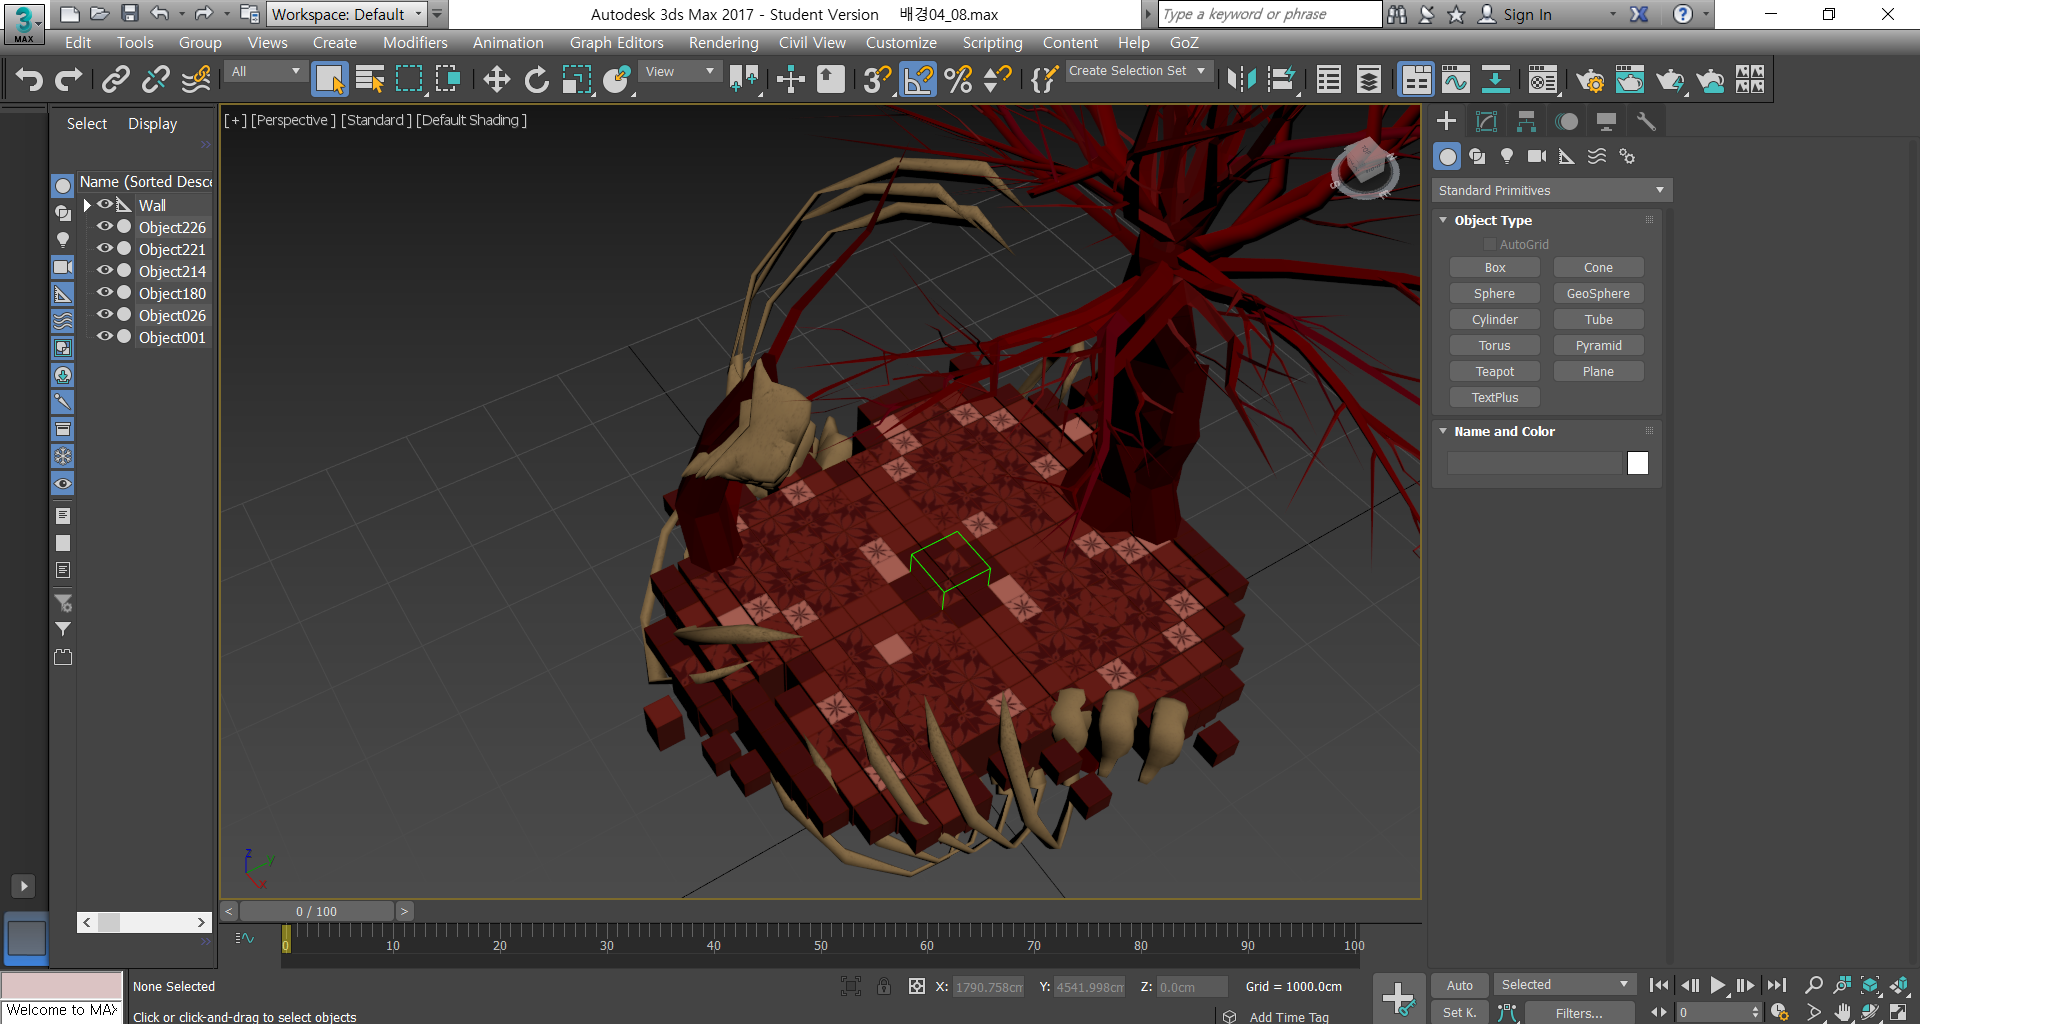 3
MAX
Workspace: Default
Autodesk 3ds Max 2017 - Student Version 배경04_08.max
Type a keyword or phrase
Sign In
Edit Tools Group Views Create Modifiers Animation Graph Editors Rendering Civil View Customize Scripting Content Help GoZ
All
View
Create Selection Set
Select Display
[+] [Perspective ] [Standard ] [Default Shading ]
Name (Sorted Desce
Wall
Object226
Object221
Object214
Object180
Object026
Object001
Standard Primitives
Object Type
AutoGrid
Box Cone
Sphere GeoSphere
Cylinder Tube
Torus Pyramid
Teapot Plane
TextPlus
Name and Color
z
y
x
< 0 / 100 >
0 10 20 30 40 50 60 70 80 90 100
None Selected
X: 1790.758cm Y: 4541.998cm Z: 0.0cm Grid = 1000.0cm
Auto Selected
Welcome to MAX
Click or click-and-drag to select objects
Add Time Tag
Set K. Filters... 0